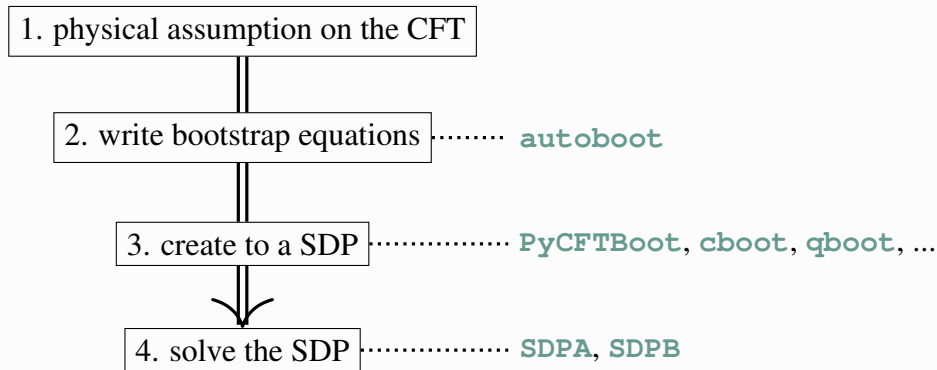 1. physical assumption on the CFT
2. write bootstrap equations autoboot
3. create to a SDP PyCFTBoot, cboot, qboot, ...
4. solve the SDP SDPA, SDPB